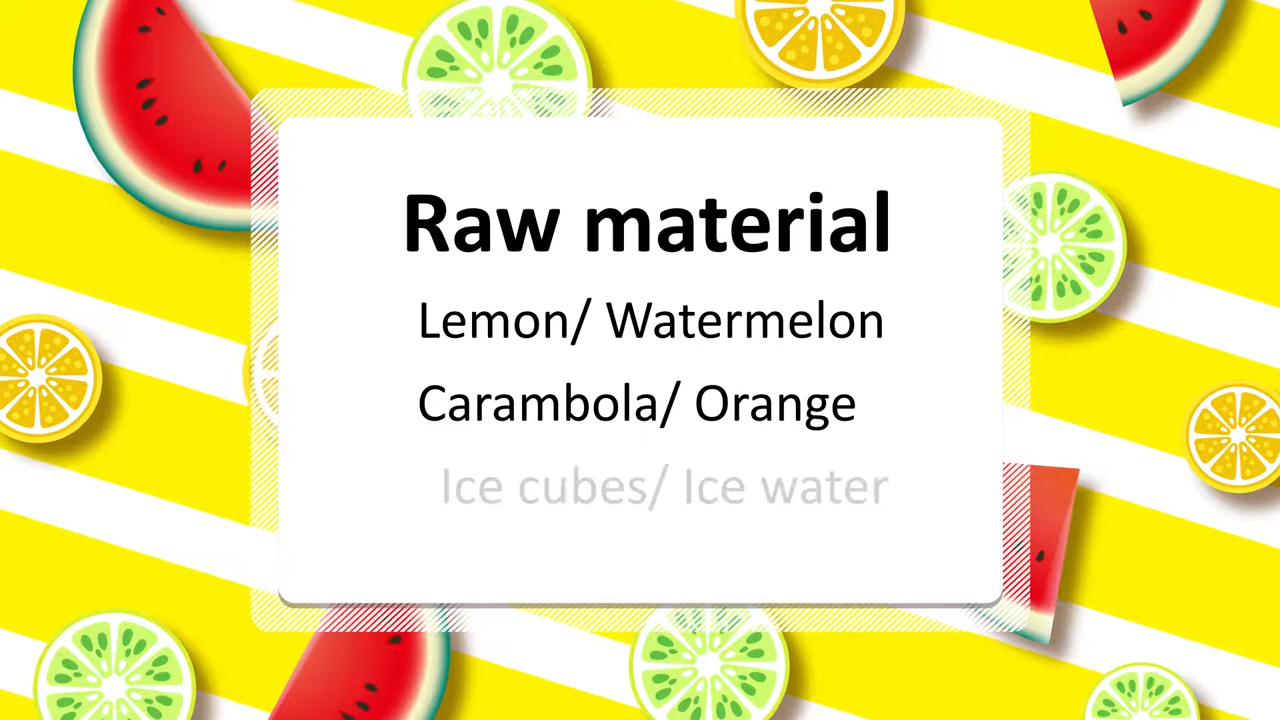 Raw material
Lemon/ Watermelon
Carambola/ Orange
Ice cubes/ Ice water